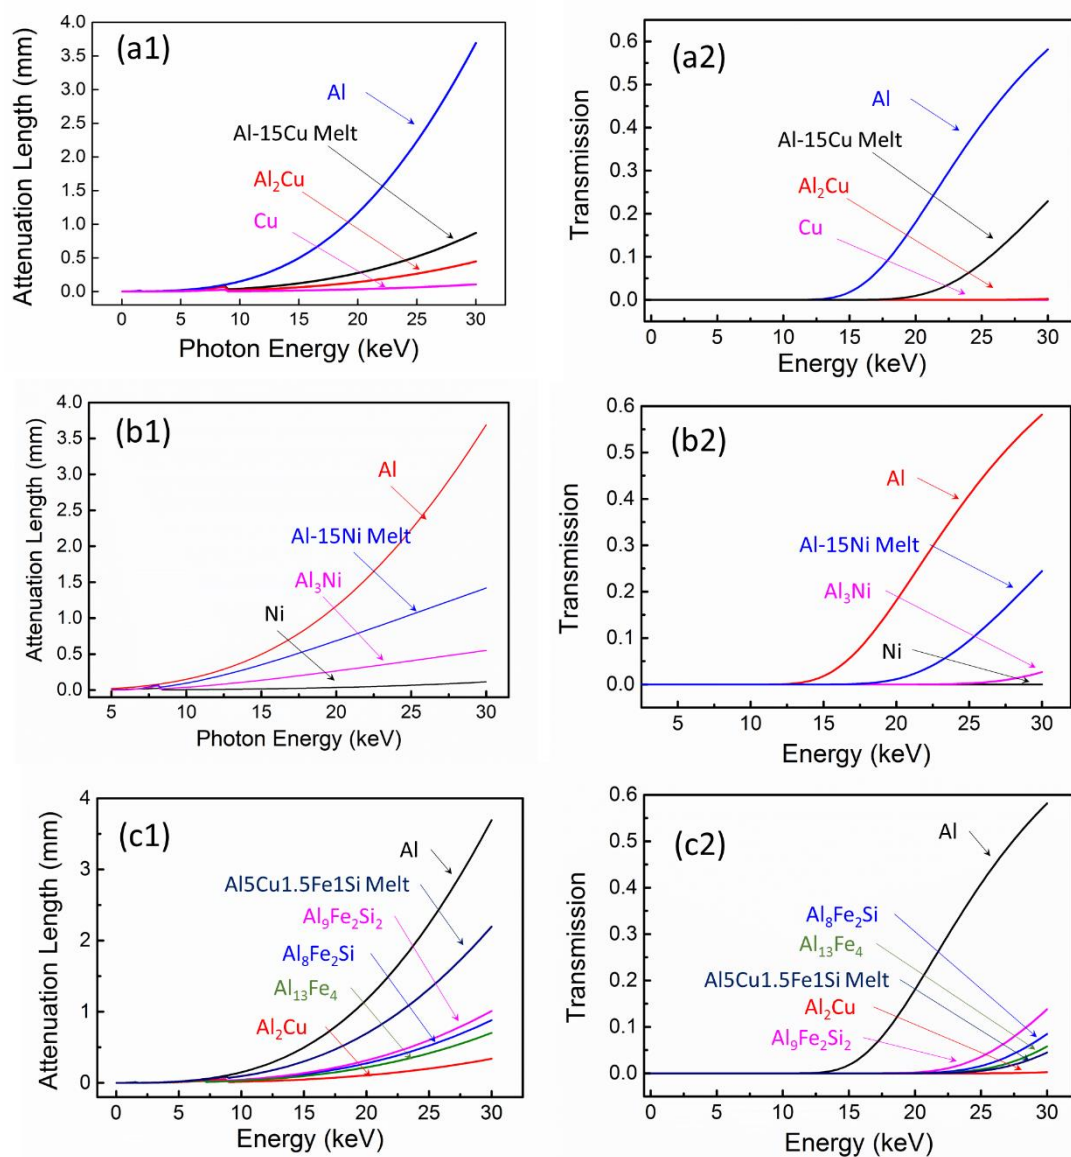 (a1)
Attenuation Length (mm)
4.0
3.5
3.0
2.5
2.0
1.5
1.0
0.5
0.0
Al
Al-15Cu Melt
Al₂Cu
Cu
0 5 10 15 20 25 30
Photon Energy (keV)
(a2)
Transmission
0.6
0.5
0.4
0.3
0.2
0.1
0.0
Al
Al-15Cu Melt
Al₂Cu
Cu
0 5 10 15 20 25 30
Energy (keV)
(b1)
Attenuation Length (mm)
4.0
3.5
3.0
2.5
2.0
1.5
1.0
0.5
0.0
Al
Al-15Ni Melt
Al₃Ni
Ni
5 10 15 20 25 30
Photon Energy (keV)
(b2)
Transmission
0.6
0.5
0.4
0.3
0.2
0.1
0.0
Al
Al-15Ni Melt
Al₃Ni
Ni
5 10 15 20 25 30
Energy (keV)
(c1)
Attenuation Length (mm)
4
3
2
1
0
Al
Al5Cu1.5Fe1Si Melt
Al₉Fe₂Si₂
Al₈Fe₂Si
Al₁₃Fe₄
Al₂Cu
0 5 10 15 20 25 30
Energy (keV)
(c2)
Transmission
0.6
0.5
0.4
0.3
0.2
0.1
0.0
Al
Al₈Fe₂Si
Al₁₃Fe₄
Al5Cu1.5Fe1Si Melt
Al₂Cu
Al₉Fe₂Si₂
0 5 10 15 20 25 30
Energy (keV)